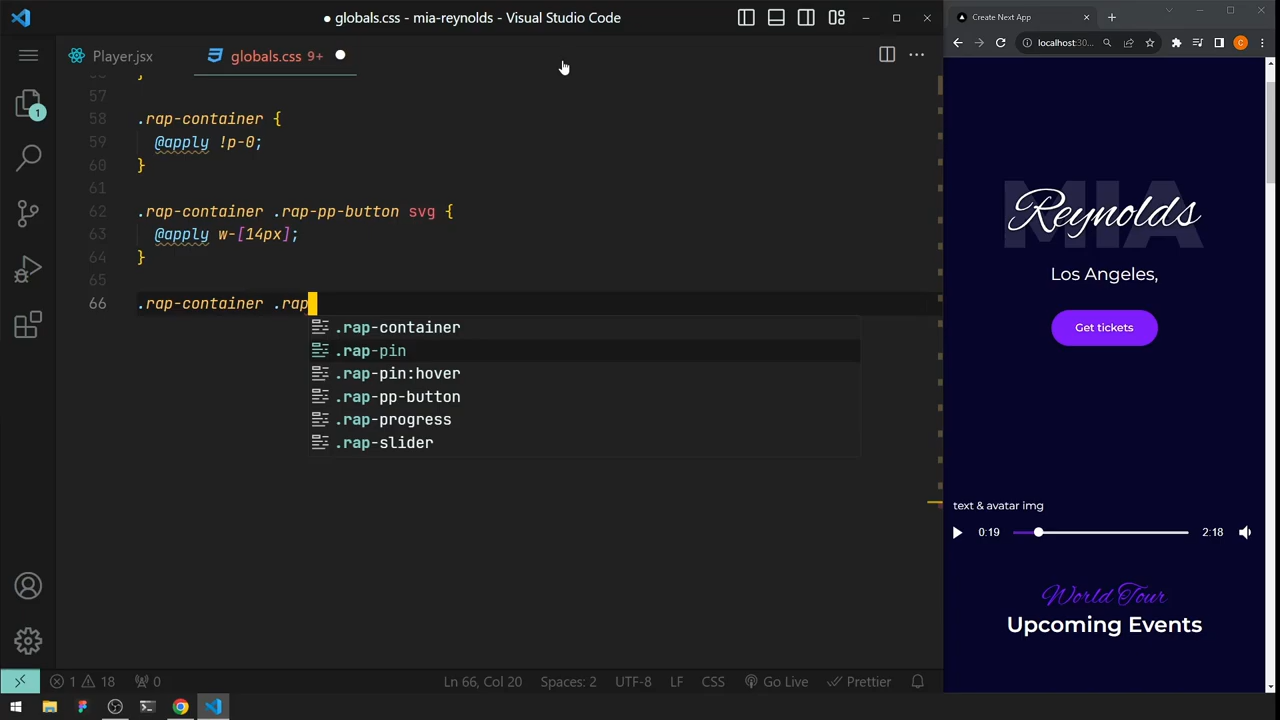 ● globals.css - mia-reynolds - Visual Studio Code
Player.jsx
globals.css 9+ ●
57
58 .rap-container {
59 @apply !p-0;
60 }
61
62 .rap-container .rap-pp-button svg {
63 @apply w-[14px];
64 }
65
66 .rap-container .rap
.rap-container
.rap-pin
.rap-pin:hover
.rap-pp-button
.rap-progress
.rap-slider
1
1 18 0
Ln 66, Col 20 Spaces: 2 UTF-8 LF CSS Go Live Prettier
Create Next App
localhost:30...
C
MIA
Reynolds
Los Angeles,
Get tickets
text & avatar img
0:19 2:18
World Tour
Upcoming Events